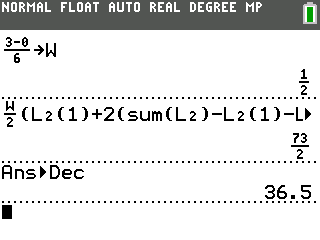 NORMAL FLOAT AUTO REAL DEGREE MP
3-0/6→W
1/2
W/2(L₂(1)+2(sum(L₂)-L₂(1)-L▶
73/2
Ans▶Dec
36.5